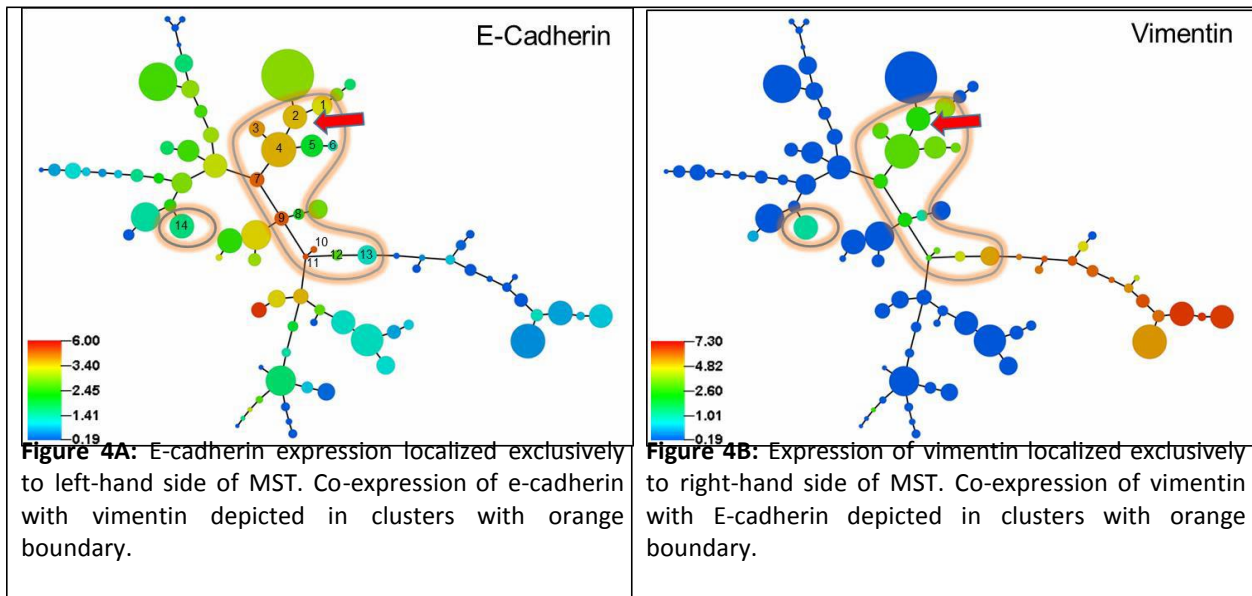 E-Cadherin
1
2
3
4
5
6
7
8
9
10
11
12
13
14
6.00
3.40
2.45
1.41
0.19
Figure 4A: E-cadherin expression localized exclusively
to left-hand side of MST. Co-expression of e-cadherin
with vimentin depicted in clusters with orange
boundary.
Vimentin
7.30
4.82
2.60
1.01
0.19
Figure 4B: Expression of vimentin localized exclusively
to right-hand side of MST. Co-expression of vimentin
with E-cadherin depicted in clusters with orange
boundary.